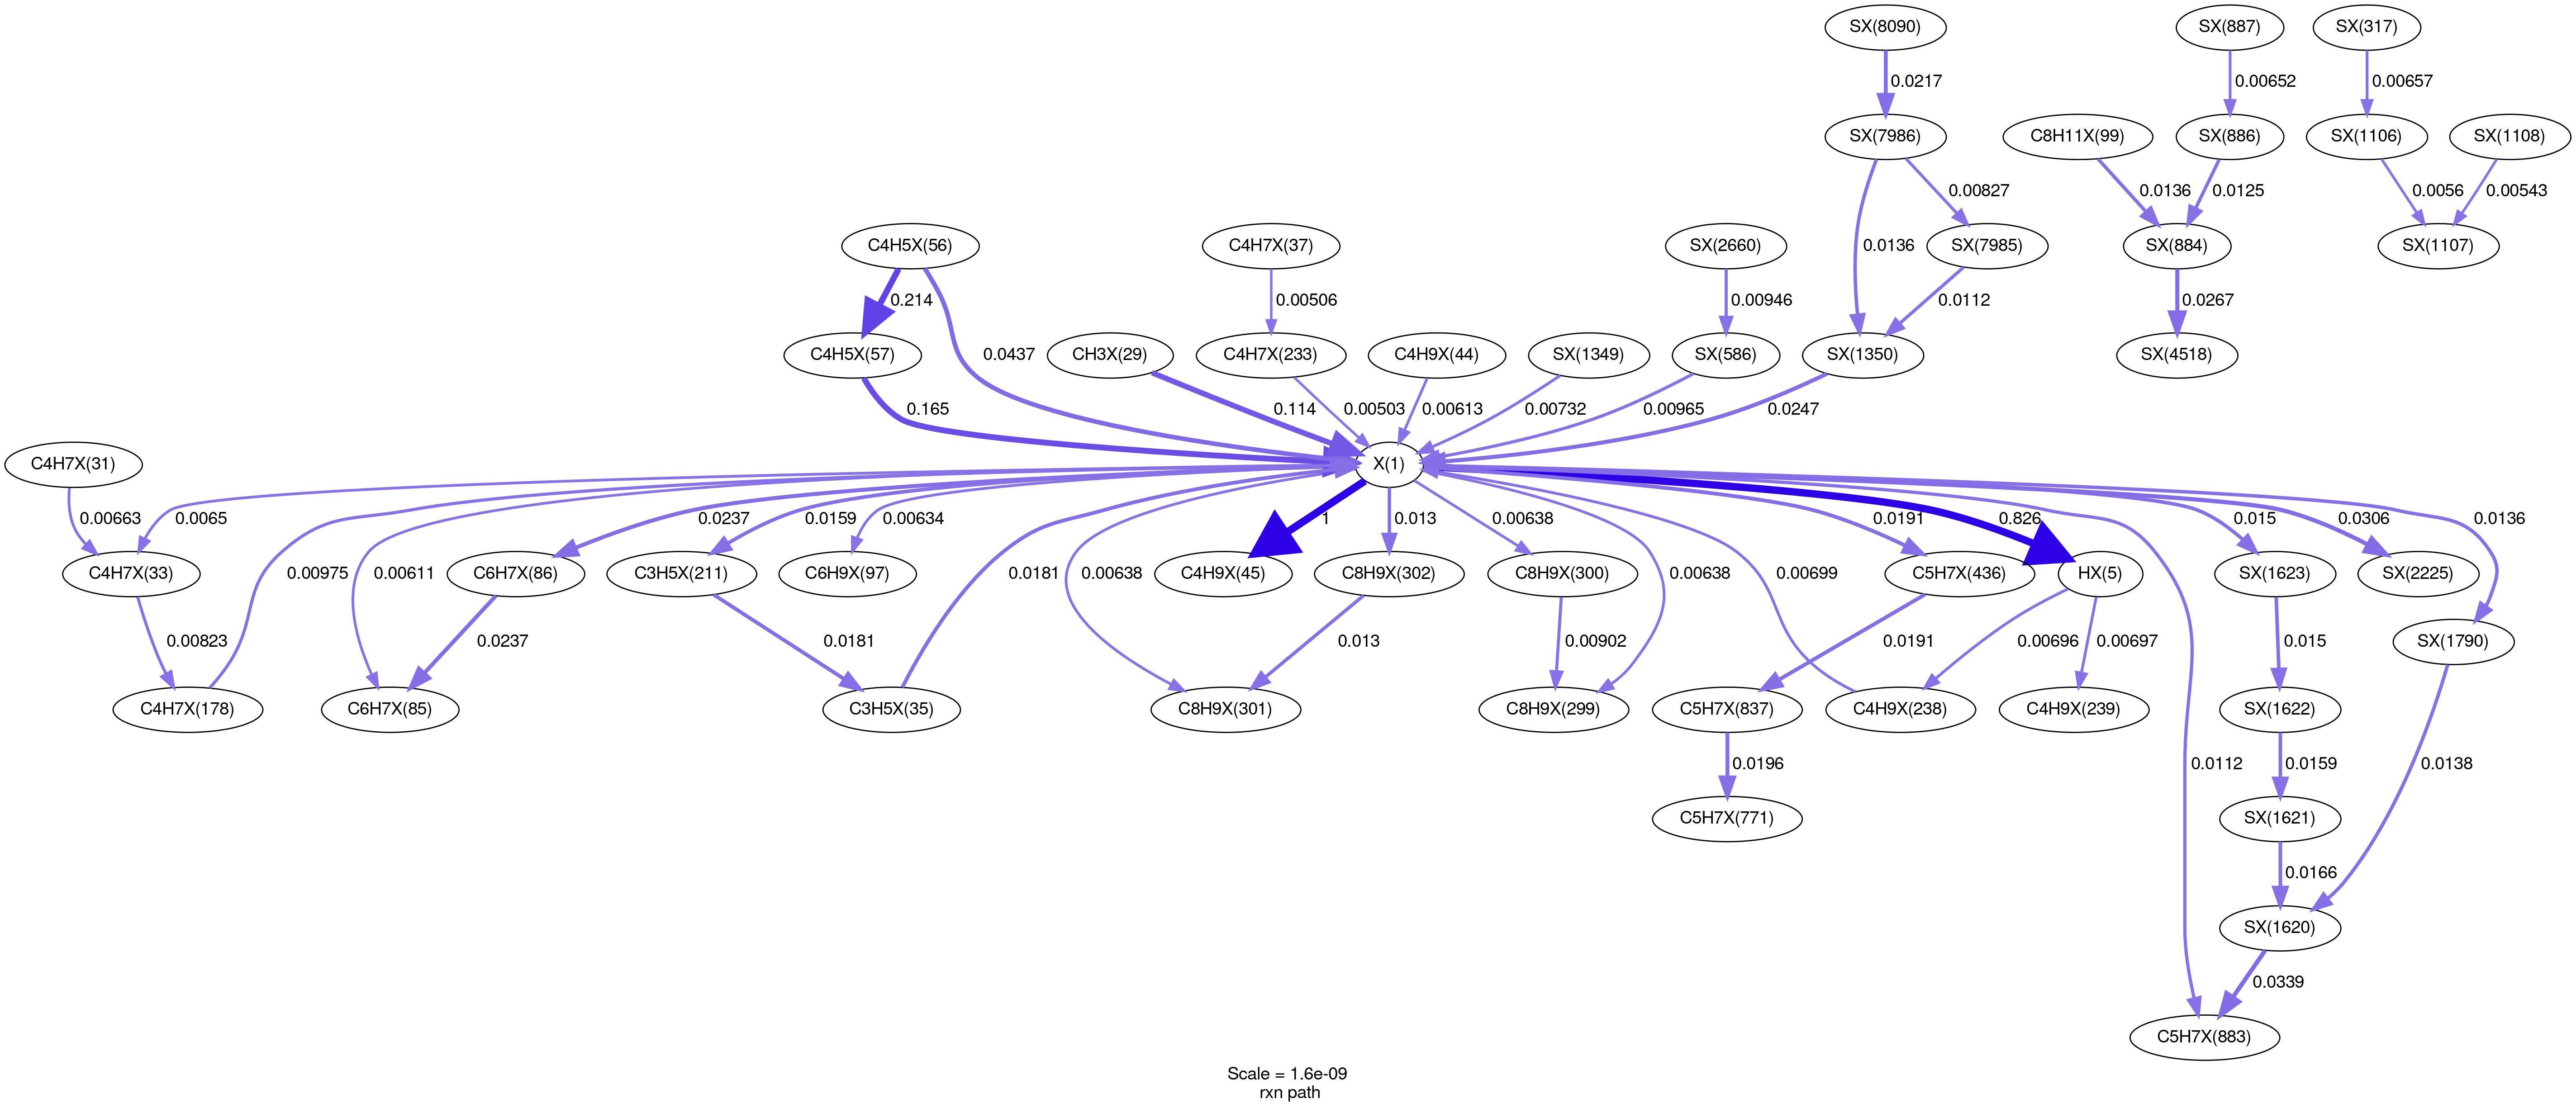 SX(8090)
SX(887)
SX(317)
0.0217
0.00652
0.00657
SX(7986)
C8H11X(99)
SX(886)
SX(1106)
SX(1108)
0.00827
0.0136
0.0125
0.0056
0.00543
C4H5X(56)
C4H7X(37)
SX(2660)
0.0136
SX(7985)
SX(884)
SX(1107)
0.214
0.00506
0.00946
0.0112
0.0267
C4H5X(57)
0.0437
CH3X(29)
C4H7X(233)
C4H9X(44)
SX(1349)
SX(586)
SX(1350)
SX(4518)
0.165
0.114
0.00503
0.00613
0.00732
0.00965
0.0247
C4H7X(31)
X(1)
0.00663
0.0065
0.0237
0.0159
0.00634
1
0.013
0.00638
0.0191
0.826
0.015
0.0306
0.0136
C4H7X(33)
0.00975
0.00611
C6H7X(86)
C3H5X(211)
C6H9X(97)
0.0181
0.00638
C4H9X(45)
C8H9X(302)
C8H9X(300)
0.00638
0.00699
C5H7X(436)
HX(5)
SX(1623)
SX(2225)
0.00823
0.0237
0.0181
0.013
0.00902
0.0191
0.00696
0.00697
0.015
SX(1790)
C4H7X(178)
C6H7X(85)
C3H5X(35)
C8H9X(301)
C8H9X(299)
C5H7X(837)
C4H9X(238)
C4H9X(239)
SX(1622)
0.0196
0.0112
0.0159
0.0138
C5H7X(771)
SX(1621)
0.0166
SX(1620)
0.0339
C5H7X(883)
Scale = 1.6e-09
rxn path